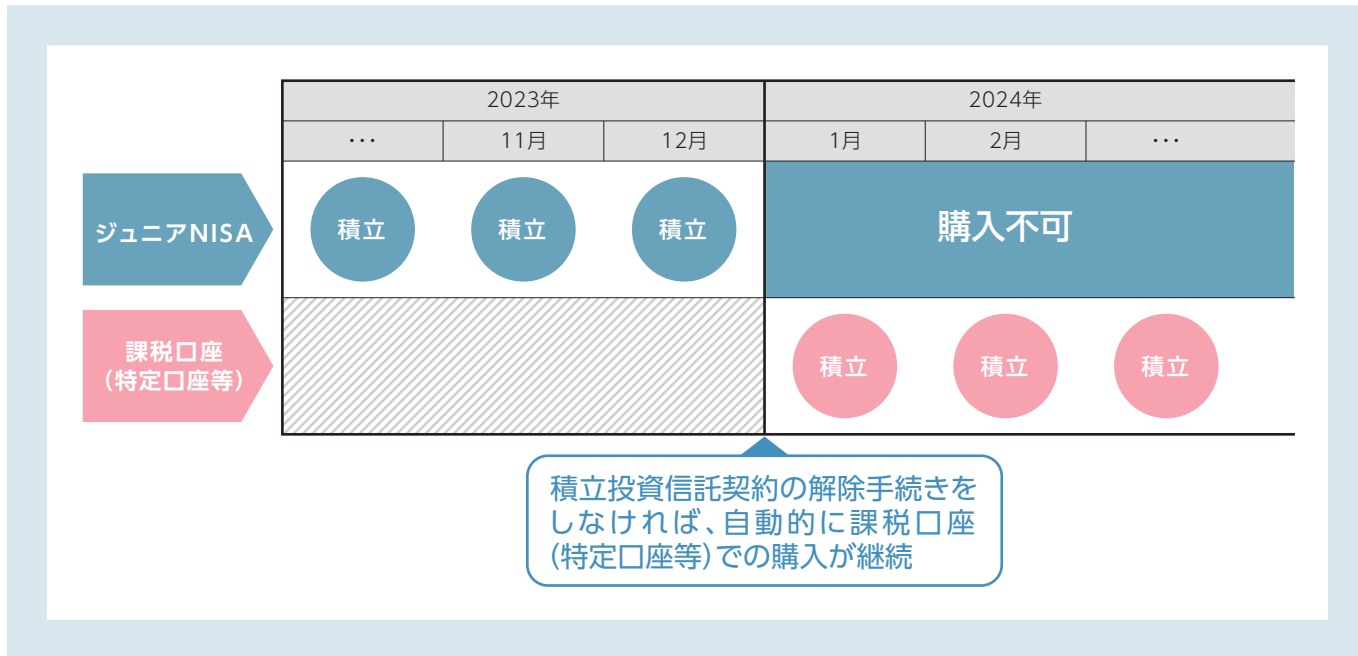 2023年
2024年
･･･
11月
12月
1月
2月
･･･
ジュニアNISA
積立
積立
積立
購入不可
課税口座
（特定口座等）
積立
積立
積立
積立投資信託契約の解除手続きを
しなければ、自動的に課税口座
（特定口座等）での購入が継続